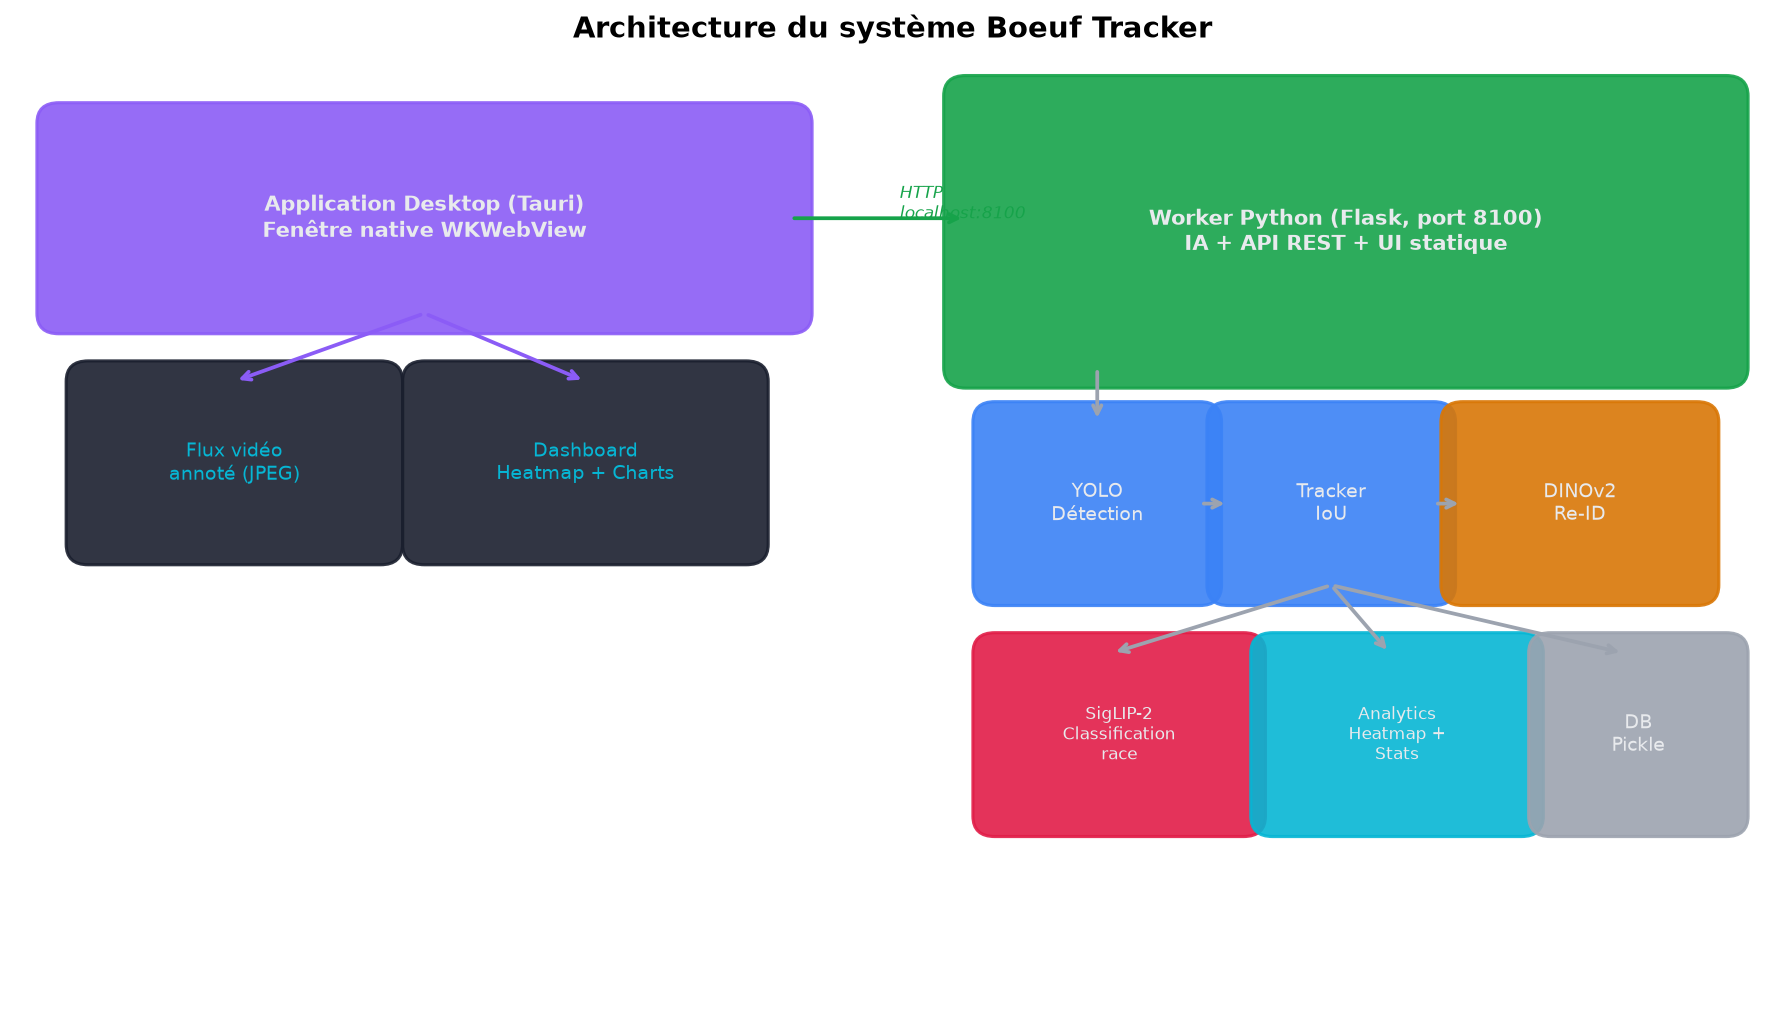 Architecture du système Boeuf Tracker
Application Desktop (Tauri)
Fenêtre native WKWebView
HTTP
localhost:8100
Worker Python (Flask, port 8100)
IA + API REST + UI statique
Flux vidéo
annoté (JPEG)
Dashboard
Heatmap + Charts
YOLO
Détection
Tracker
IoU
DINOv2
Re-ID
SigLIP-2
Classification
race
Analytics
Heatmap +
Stats
DB
Pickle